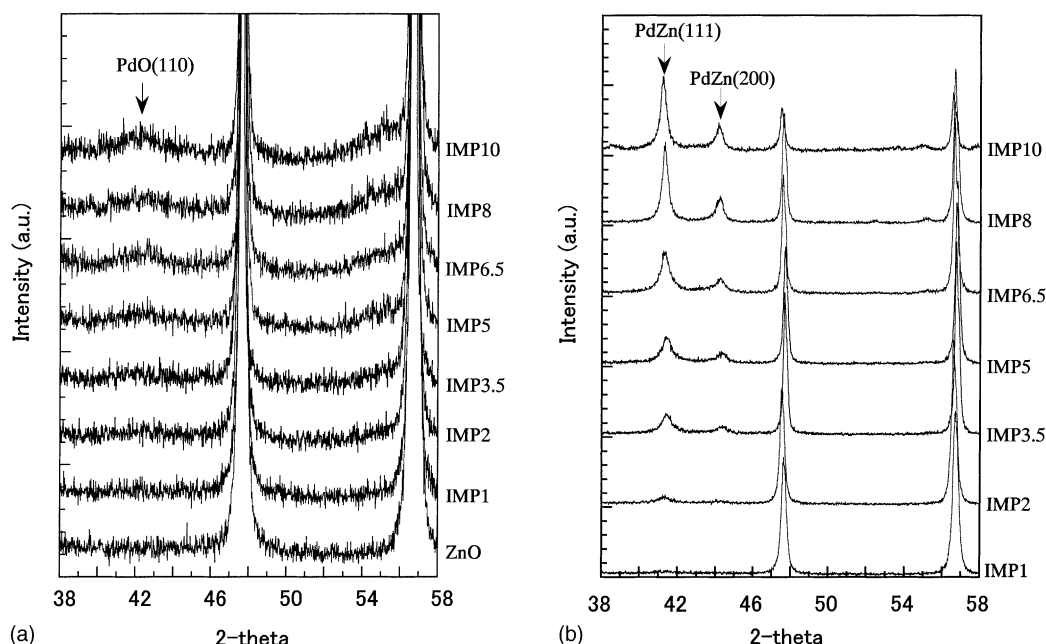 PdO(110)
IMP10
IMP8
IMP6.5
IMP5
IMP3.5
IMP2
IMP1
ZnO
Intensity (a.u.)
38 42 46 50 54 58
2-theta
(a)
PdZn(111)
PdZn(200)
IMP10
IMP8
IMP6.5
IMP5
IMP3.5
IMP2
IMP1
Intensity (a.u.)
38 42 46 50 54 58
2-theta
(b)